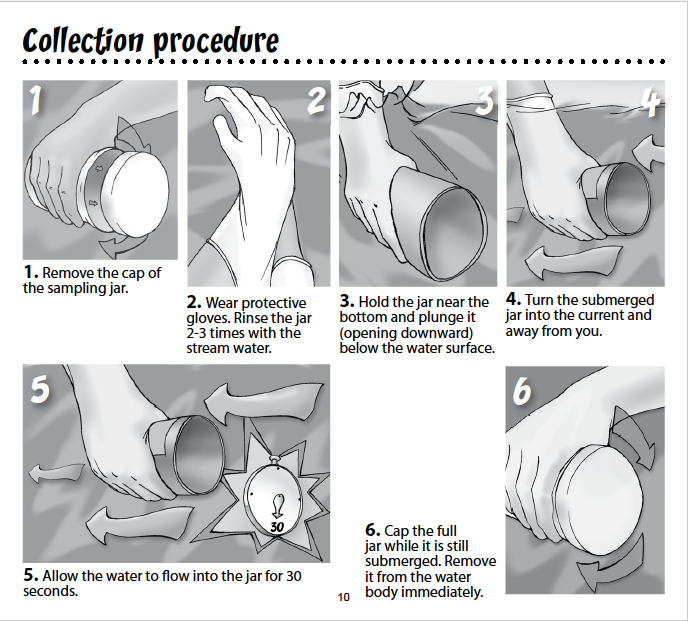 Collection procedure
1
1. Remove the cap of
the sampling jar.
2
2. Wear protective
gloves. Rinse the jar
2-3 times with the
stream water.
3
3. Hold the jar near the
bottom and plunge it
(opening downward)
below the water surface.
4
4. Turn the submerged
jar into the current and
away from you.
5
30
5. Allow the water to flow into the jar for 30
seconds.
6
6. Cap the full
jar while it is still
submerged. Remove
it from the water
body immediately.
10